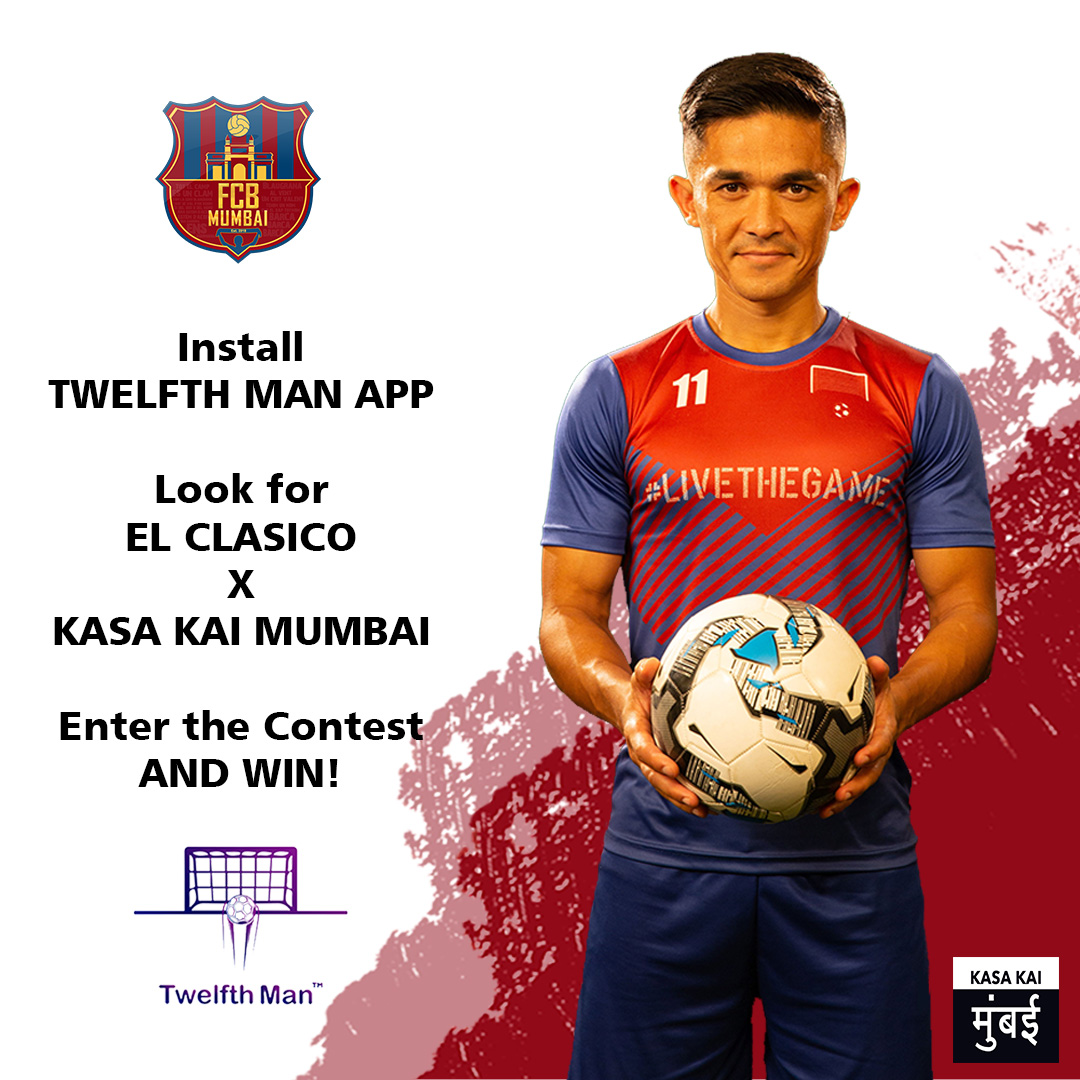 FCB
MUMBAI
Install
TWELFTH MAN APP
Look for
EL CLASICO
X
KASA KAI MUMBAI
Enter the Contest
AND WIN!
Twelfth Man™
11
#LIVETHEGAME
KASA KAI
मुंबई